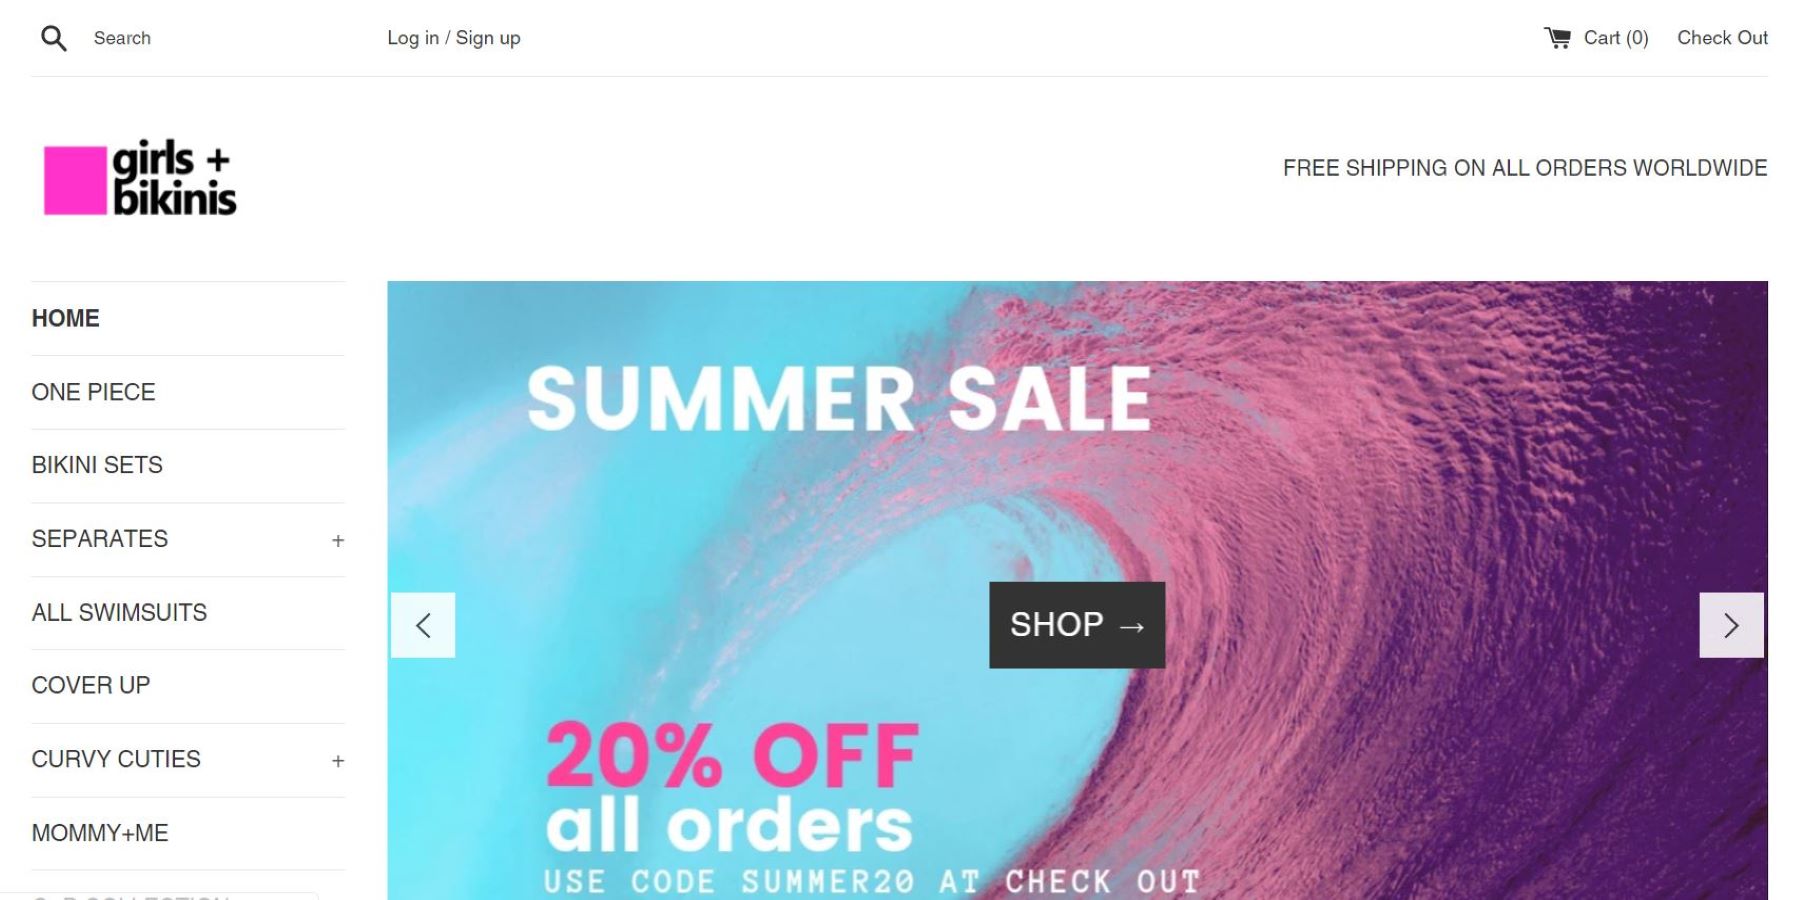 Search
Log in / Sign up
Cart (0)
Check Out
girls +
bikinis
FREE SHIPPING ON ALL ORDERS WORLDWIDE
HOME
ONE PIECE
BIKINI SETS
SEPARATES +
ALL SWIMSUITS
COVER UP
CURVY CUTIES +
MOMMY+ME
SUMMER SALE
SHOP →
20% OFF
all orders
USE CODE SUMMER20 AT CHECK OUT